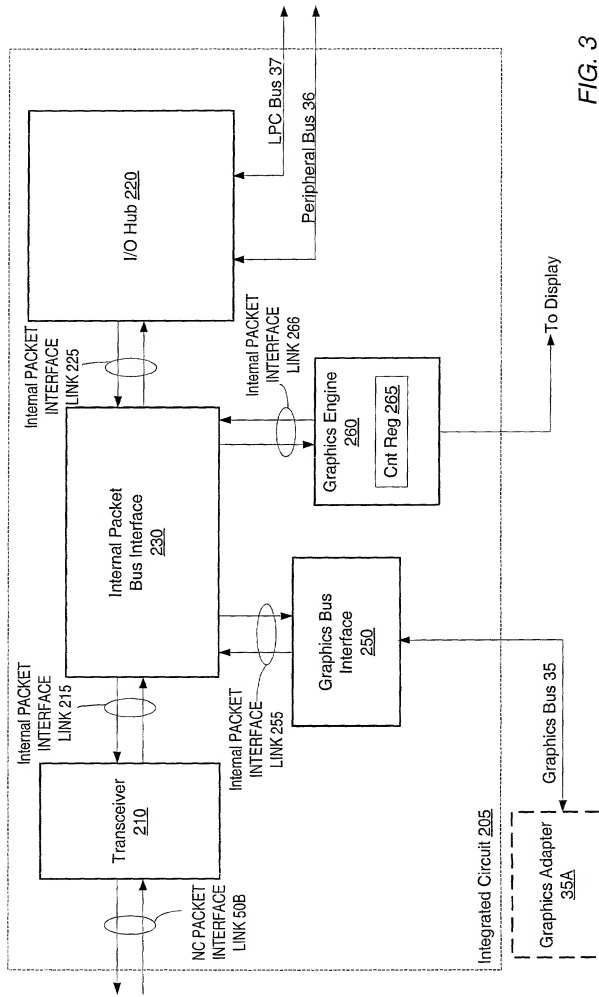 FIG. 3
LPC Bus 37
Peripheral Bus 36
I/O Hub 220
Internal PACKET
INTERFACE
LINK 225
Internal PACKET
INTERFACE
LINK 266
To Display
Graphics Engine
260
Cnt Reg 265
Internal Packet
Bus Interface
230
Graphics Bus
Interface
250
Internal PACKET
INTERFACE
LINK 215
Internal PACKET
INTERFACE
LINK 255
Graphics Bus 35
Transceiver
210
NC PACKET
INTERFACE
LINK 50B
Integrated Circuit 205
Graphics Adapter
35A